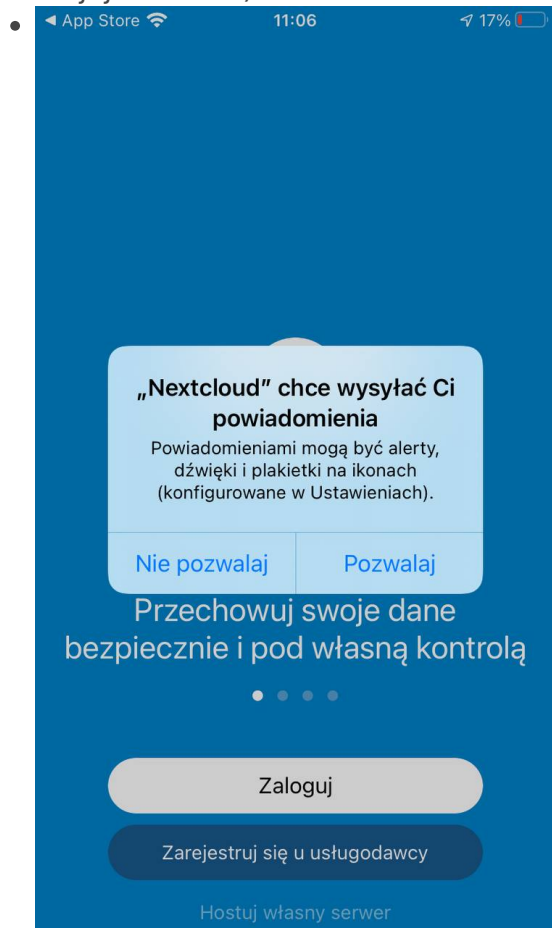 ◀ App Store
11:06
17%
„Nextcloud” chce wysyłać Ci
powiadomienia
Powiadomieniami mogą być alerty,
dźwięki i plakietki na ikonach
(konfigurowane w Ustawieniach).
Nie pozwalaj
Pozwalaj
Przechowuj swoje dane
bezpiecznie i pod własną kontrolą
Zaloguj
Zarejestruj się u usługodawcy
Hostuj własny serwer